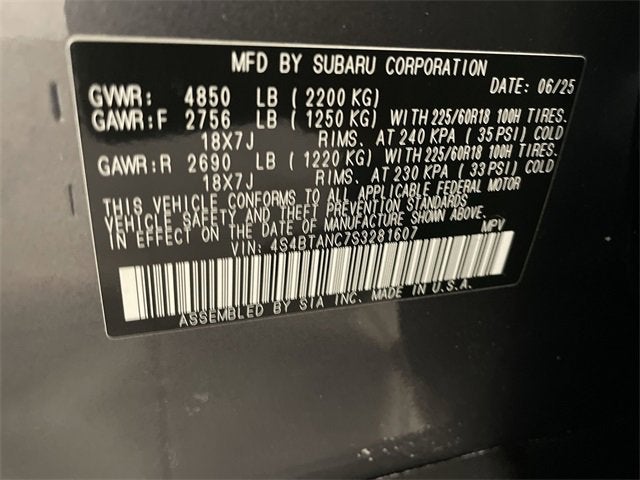 MFD BY SUBARU CORPORATION
DATE: 06/25
GVWR: 4850 LB (2200 KG)
GAWR:F 2756 LB (1250 KG) WITH 225/60R18 100H TIRES.
18X7J RIMS. AT 240 KPA (35 PSI) COLD
GAWR:R 2690 LB (1220 KG) WITH 225/60R18 100H TIRES.
18X7J RIMS. AT 230 KPA (33 PSI) COLD
THIS VEHICLE CONFORMS TO ALL APPLICABLE FEDERAL MOTOR
VEHICLE SAFETY AND THEFT PREVENTION STANDARDS
IN EFFECT ON THE DATE OF MANUFACTURE SHOWN ABOVE.
VIN: 4S4BTANC7S3281607 MPV
ASSEMBLED BY SIA INC. MADE IN U.S.A.